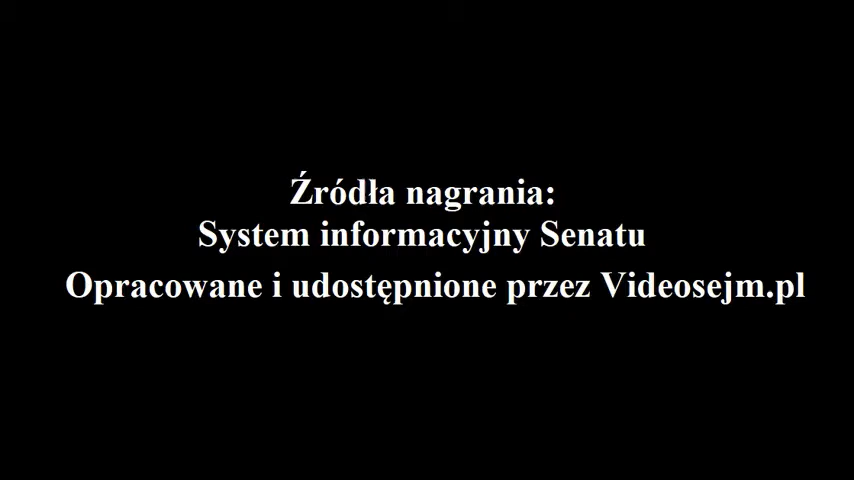 Źródła nagrania:
System informacyjny Senatu
Opracowane i udostępnione przez Videosejm.pl